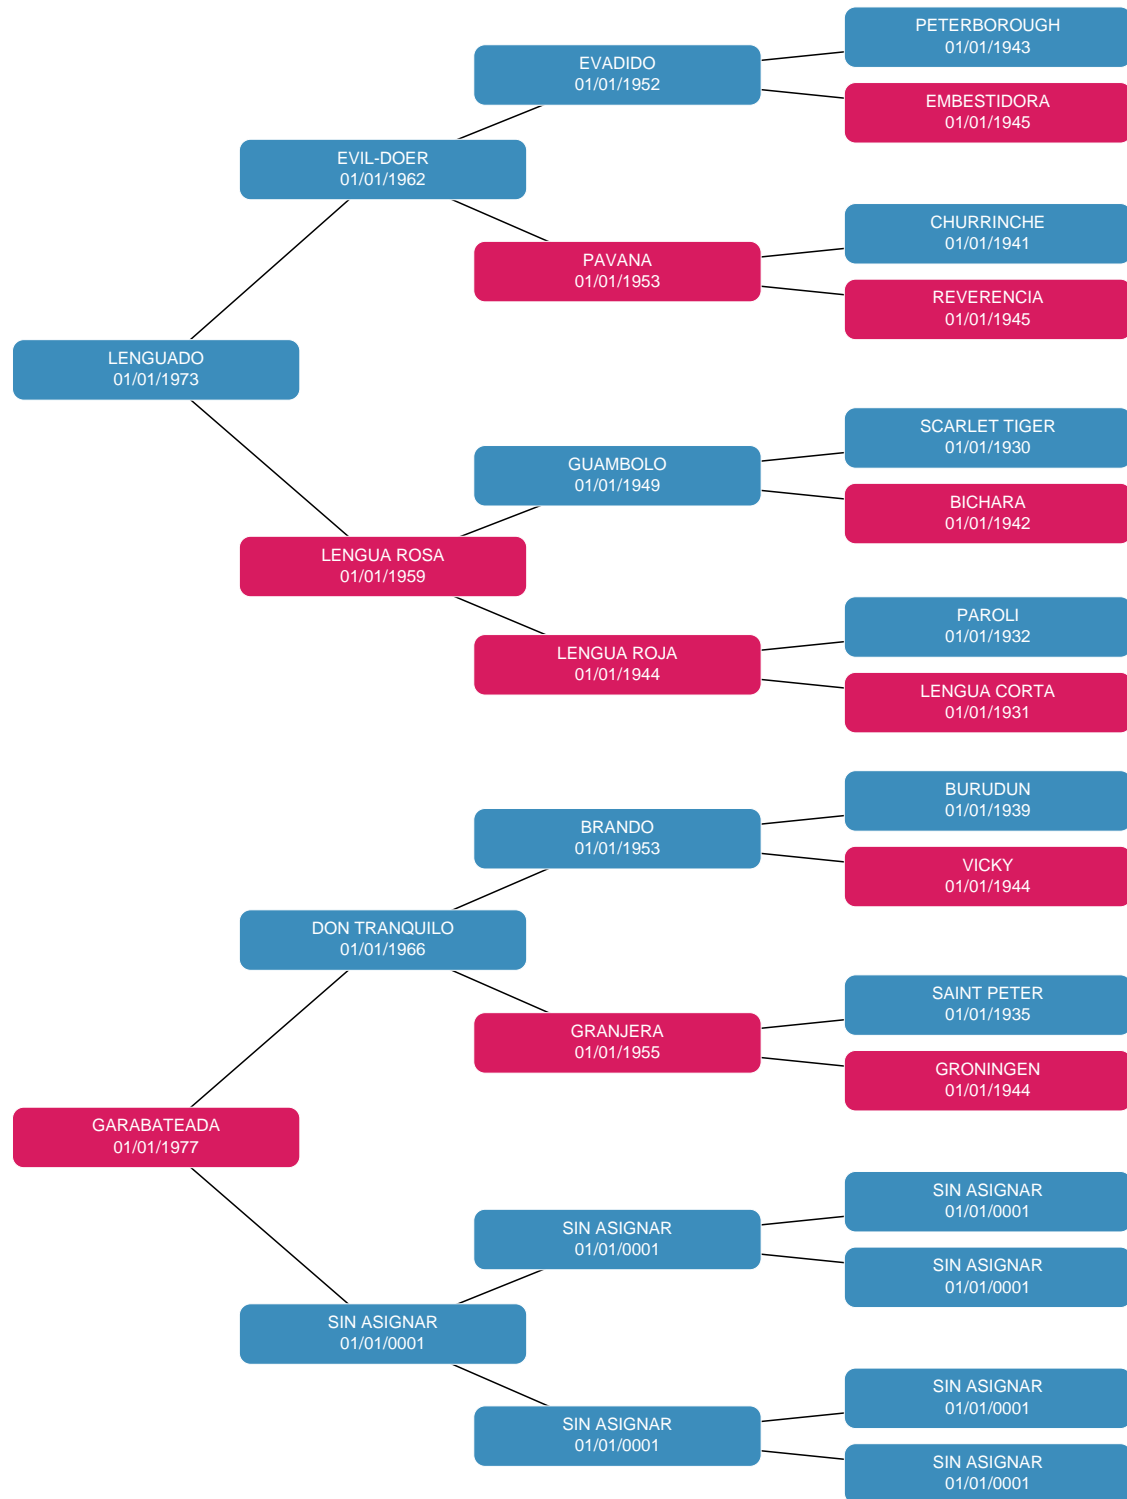 PETERBOROUGH
01/01/1943
EVADIDO
01/01/1952
EMBESTIDORA
01/01/1945
EVIL-DOER
01/01/1962
CHURRINCHE
01/01/1941
PAVANA
01/01/1953
REVERENCIA
01/01/1945
LENGUADO
01/01/1973
SCARLET TIGER
01/01/1930
GUAMBOLO
01/01/1949
BICHARA
01/01/1942
LENGUA ROSA
01/01/1959
PAROLI
01/01/1932
LENGUA ROJA
01/01/1944
LENGUA CORTA
01/01/1931
BURUDUN
01/01/1939
BRANDO
01/01/1953
VICKY
01/01/1944
DON TRANQUILO
01/01/1966
SAINT PETER
01/01/1935
GRANJERA
01/01/1955
GRONINGEN
01/01/1944
GARABATEADA
01/01/1977
SIN ASIGNAR
01/01/0001
SIN ASIGNAR
01/01/0001
SIN ASIGNAR
01/01/0001
SIN ASIGNAR
01/01/0001
SIN ASIGNAR
01/01/0001
SIN ASIGNAR
01/01/0001
SIN ASIGNAR
01/01/0001